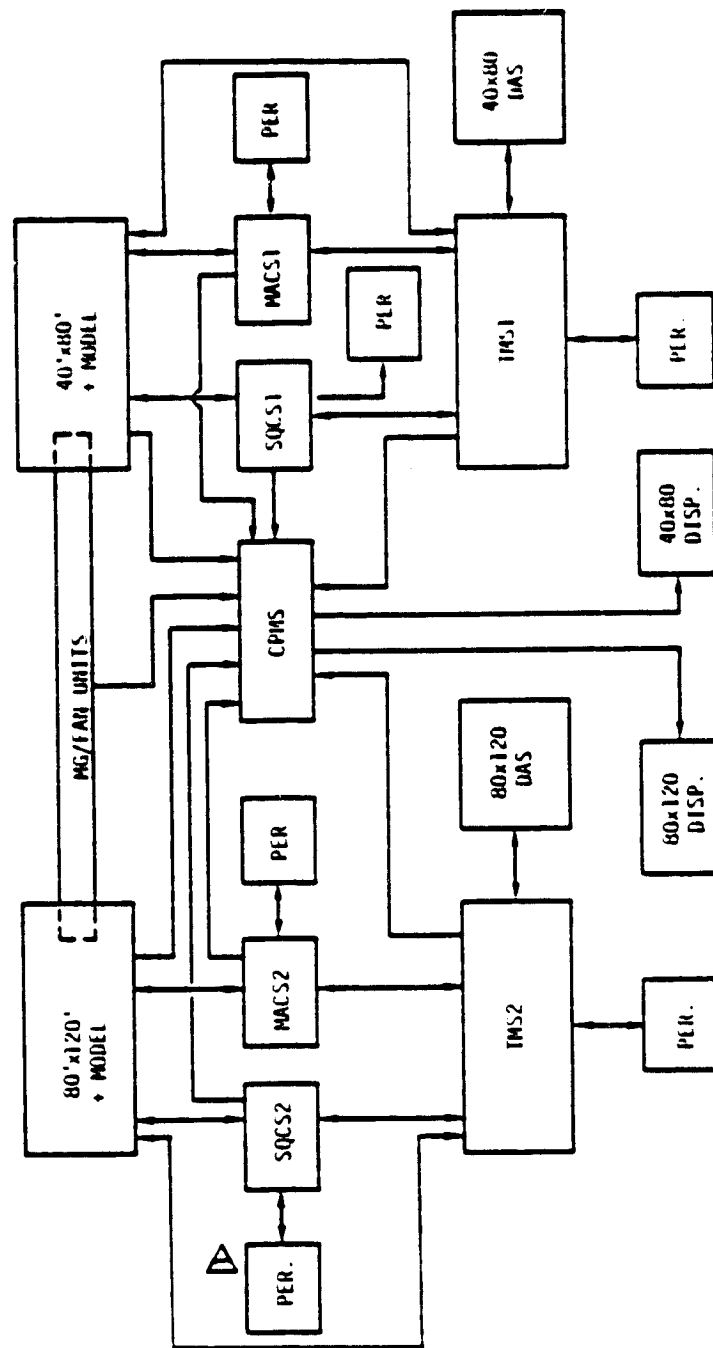 80'x120'
+ MODEL
MG/FAN UNITS
40'x80'
+ MODEL
PER.
SQCS2
MACS2
PER
CPMS
SQCS1
MACS1
PER
PER
TMS2
80x120
DAS
TMS1
40x80
DAS
PER.
80x120
DISP.
40x80
DISP.
PER.